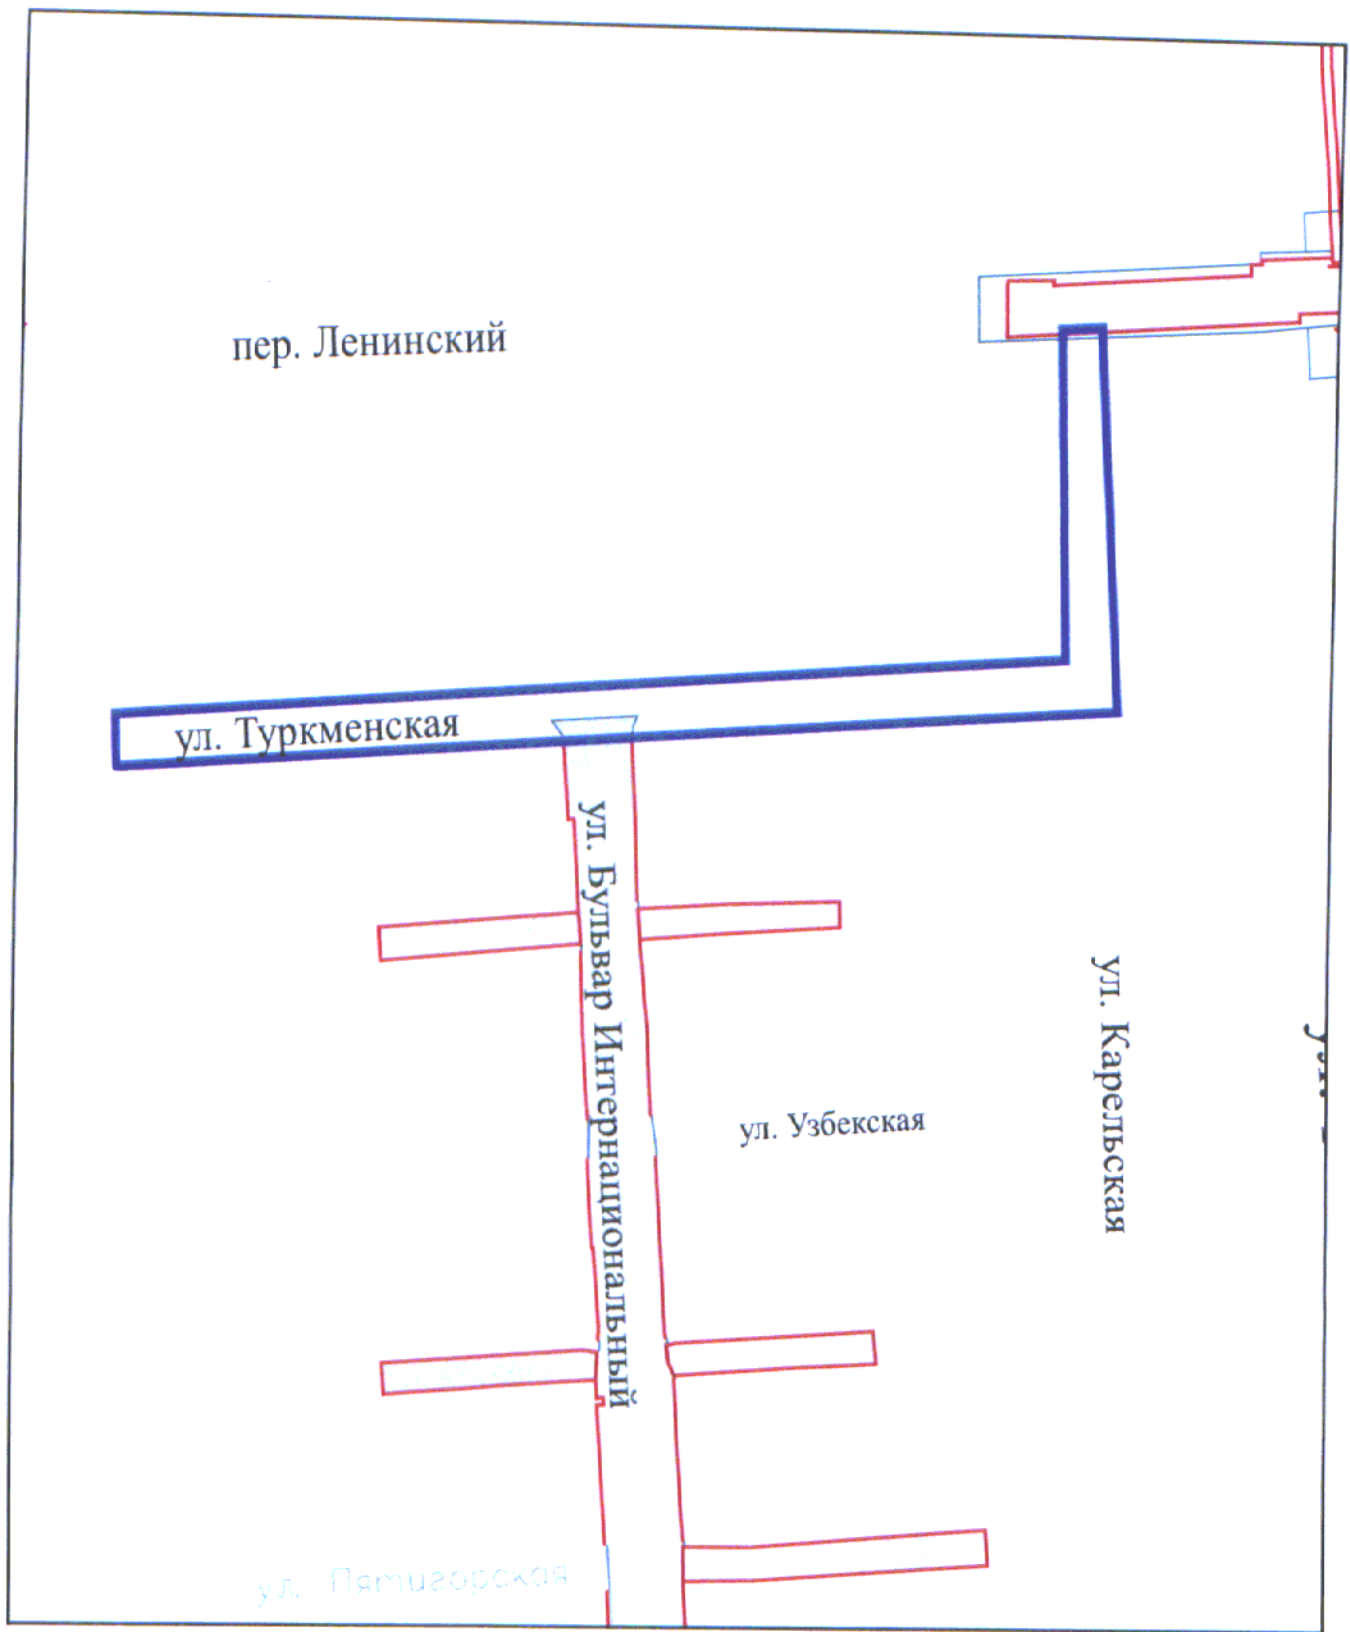 пер. Ленинский
ул. Туркменская
ул. Бульвар Интернациональный
ул. Карельская
ул. Узбекская
ул. Пятигорская